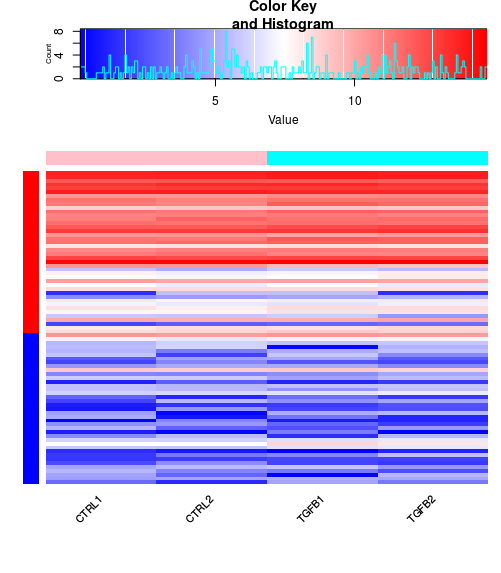 Color Key
and Histogram
Count
0 4 8
5 10
Value
CTRL1 CTRL2 TGFB1 TGFB2